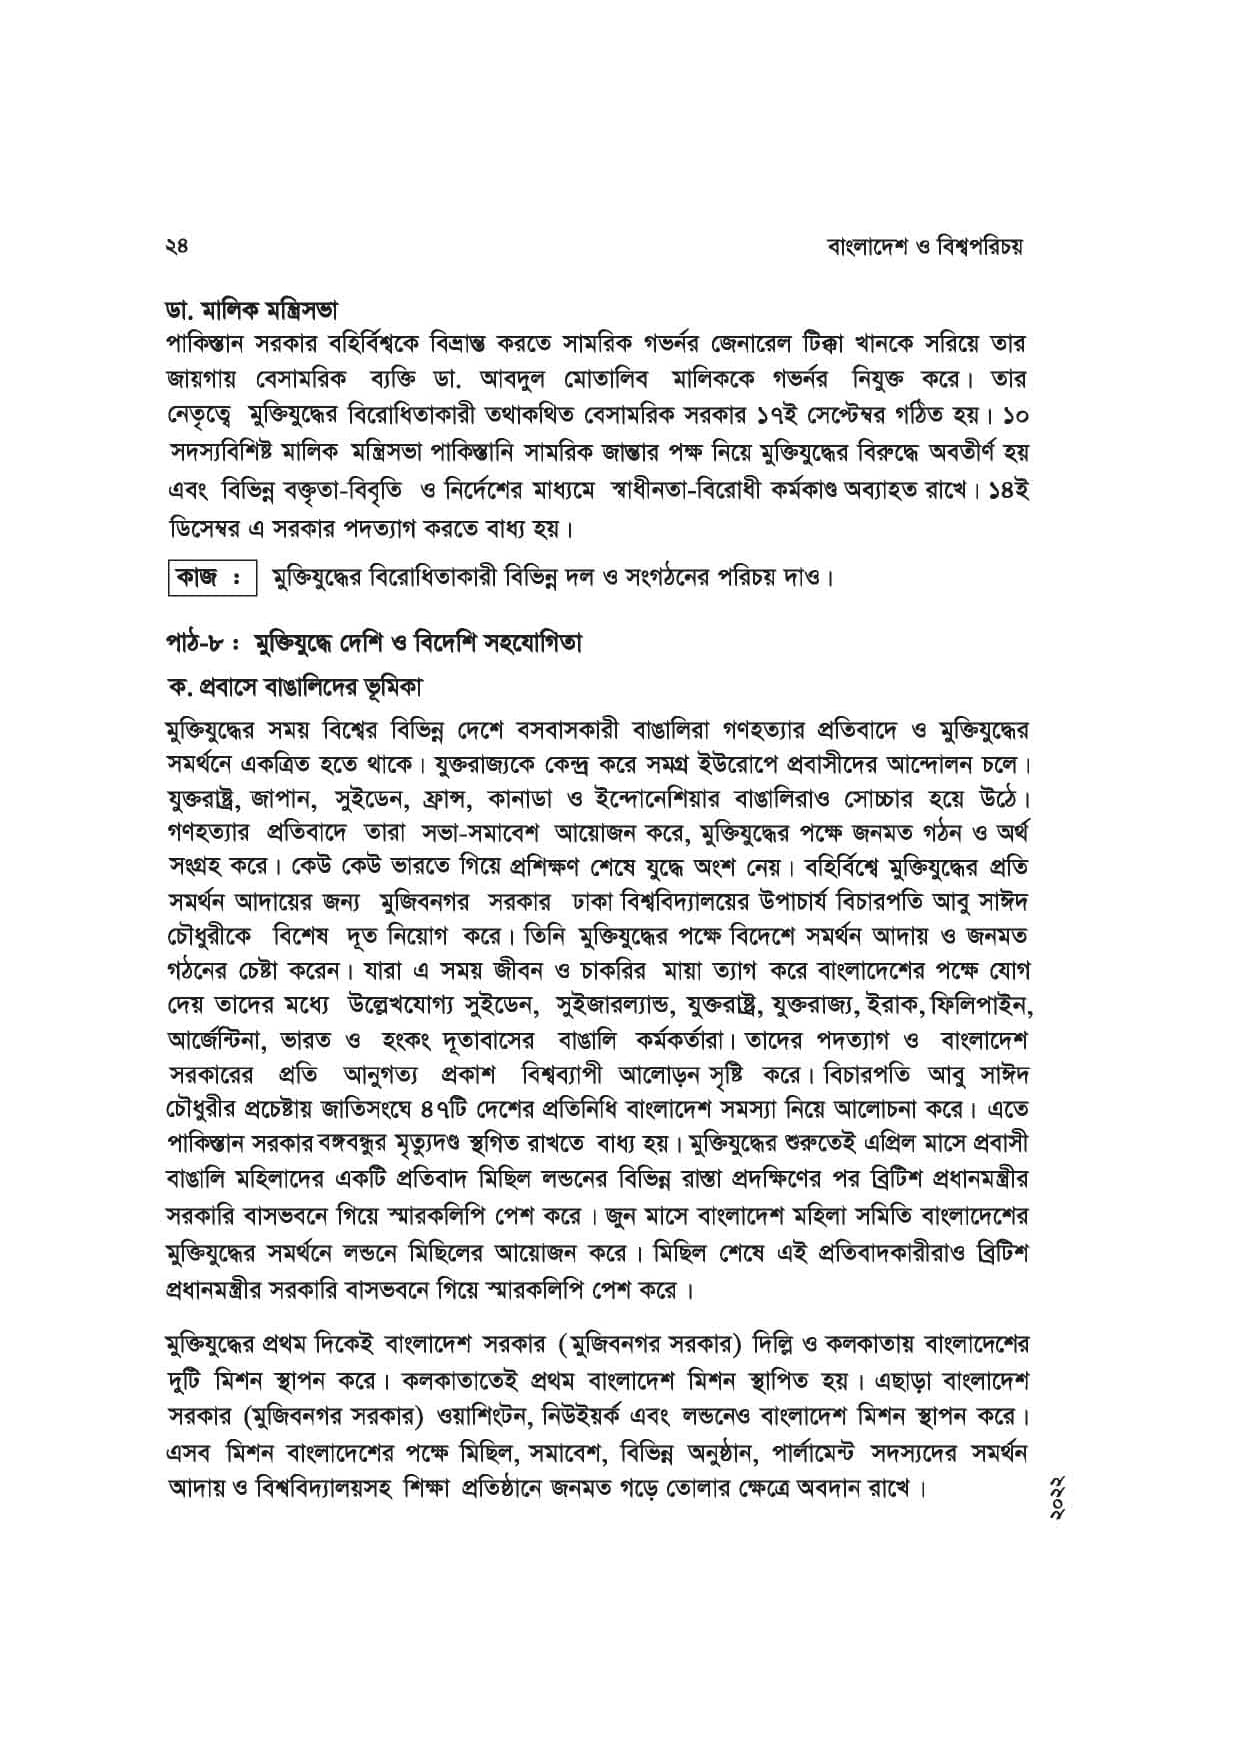 ২৪
বাংলাদেশ ও বিশ্বপরিচয়
ডা. মালিক মন্ত্রিসভা
পাকিস্তান সরকার বহির্বিশ্বকে বিভ্রান্ত করতে সামরিক গভর্নর জেনারেল টিক্কা খানকে সরিয়ে তার
জায়গায় বেসামরিক ব্যক্তি ডা. আবদুল মোতালিব মালিককে গভর্নর নিযুক্ত করে। তার
নেতৃত্বে মুক্তিযুদ্ধের বিরোধিতাকারী তথাকথিত বেসামরিক সরকার ১৭ই সেপ্টেম্বর গঠিত হয়। ১০
সদস্যবিশিষ্ট মালিক মন্ত্রিসভা পাকিস্তানি সামরিক জান্তার পক্ষ নিয়ে মুক্তিযুদ্ধের বিরুদ্ধে অবতীর্ণ হয়
এবং বিভিন্ন বক্তৃতা-বিবৃতি ও নির্দেশের মাধ্যমে স্বাধীনতা-বিরোধী কর্মকাণ্ড অব্যাহত রাখে। ১৪ই
ডিসেম্বর এ সরকার পদত্যাগ করতে বাধ্য হয়।
কাজ : মুক্তিযুদ্ধের বিরোধিতাকারী বিভিন্ন দল ও সংগঠনের পরিচয় দাও।
পাঠ-৮ : মুক্তিযুদ্ধে দেশি ও বিদেশি সহযোগিতা
ক. প্রবাসে বাঙালিদের ভূমিকা
মুক্তিযুদ্ধের সময় বিশ্বের বিভিন্ন দেশে বসবাসকারী বাঙালিরা গণহত্যার প্রতিবাদে ও মুক্তিযুদ্ধের
সমর্থনে একত্রিত হতে থাকে। যুক্তরাজ্যকে কেন্দ্র করে সমগ্র ইউরোপে প্রবাসীদের আন্দোলন চলে।
যুক্তরাষ্ট্র, জাপান, সুইডেন, ফ্রান্স, কানাডা ও ইন্দোনেশিয়ার বাঙালিরাও সোচ্চার হয়ে উঠে।
গণহত্যার প্রতিবাদে তারা সভা-সমাবেশ আয়োজন করে, মুক্তিযুদ্ধের পক্ষে জনমত গঠন ও অর্থ
সংগ্রহ করে। কেউ কেউ ভারতে গিয়ে প্রশিক্ষণ শেষে যুদ্ধে অংশ নেয়। বহির্বিশ্বে মুক্তিযুদ্ধের প্রতি
সমর্থন আদায়ের জন্য মুজিবনগর সরকার ঢাকা বিশ্ববিদ্যালয়ের উপাচার্য বিচারপতি আবু সাঈদ
চৌধুরীকে বিশেষ দূত নিয়োগ করে। তিনি মুক্তিযুদ্ধের পক্ষে বিদেশে সমর্থন আদায় ও জনমত
গঠনের চেষ্টা করেন। যারা এ সময় জীবন ও চাকরির মায়া ত্যাগ করে বাংলাদেশের পক্ষে যোগ
দেয় তাদের মধ্যে উল্লেখযোগ্য সুইডেন, সুইজারল্যান্ড, যুক্তরাষ্ট্র, যুক্তরাজ্য, ইরাক, ফিলিপাইন,
আর্জেন্টিনা, ভারত ও হংকং দূতাবাসের বাঙালি কর্মকর্তারা। তাদের পদত্যাগ ও বাংলাদেশ
সরকারের প্রতি আনুগত্য প্রকাশ বিশ্বব্যাপী আলোড়ন সৃষ্টি করে। বিচারপতি আবু সাঈদ
চৌধুরীর প্রচেষ্টায় জাতিসংঘে ৪৭টি দেশের প্রতিনিধি বাংলাদেশ সমস্যা নিয়ে আলোচনা করে। এতে
পাকিস্তান সরকার বঙ্গবন্ধুর মৃত্যুদণ্ড স্থগিত রাখতে বাধ্য হয়। মুক্তিযুদ্ধের শুরুতেই এপ্রিল মাসে প্রবাসী
বাঙালি মহিলাদের একটি প্রতিবাদ মিছিল লন্ডনের বিভিন্ন রাস্তা প্রদক্ষিণের পর ব্রিটিশ প্রধানমন্ত্রীর
সরকারি বাসভবনে গিয়ে স্মারকলিপি পেশ করে। জুন মাসে বাংলাদেশ মহিলা সমিতি বাংলাদেশের
মুক্তিযুদ্ধের সমর্থনে লন্ডনে মিছিলের আয়োজন করে। মিছিল শেষে এই প্রতিবাদকারীরাও ব্রিটিশ
প্রধানমন্ত্রীর সরকারি বাসভবনে গিয়ে স্মারকলিপি পেশ করে।
মুক্তিযুদ্ধের প্রথম দিকেই বাংলাদেশ সরকার (মুজিবনগর সরকার) দিল্লি ও কলকাতায় বাংলাদেশের
দুটি মিশন স্থাপন করে। কলকাতাতেই প্রথম বাংলাদেশ মিশন স্থাপিত হয়। এছাড়া বাংলাদেশ
সরকার (মুজিবনগর সরকার) ওয়াশিংটন, নিউইয়র্ক এবং লন্ডনেও বাংলাদেশ মিশন স্থাপন করে।
এসব মিশন বাংলাদেশের পক্ষে মিছিল, সমাবেশ, বিভিন্ন অনুষ্ঠান, পার্লামেন্ট সদস্যদের সমর্থন
আদায় ও বিশ্ববিদ্যালয়সহ শিক্ষা প্রতিষ্ঠানে জনমত গড়ে তোলার ক্ষেত্রে অবদান রাখে।
২০২২